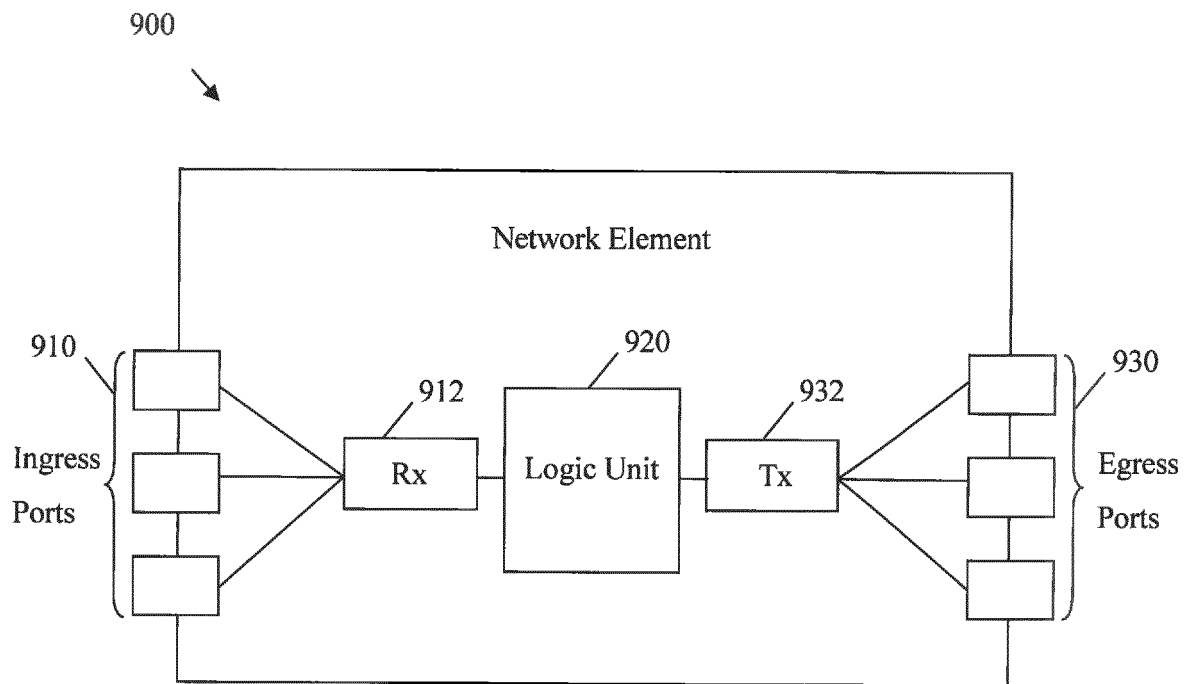 900
Network Element
910
920
930
912
932
Ingress
Ports
Rx
Logic Unit
Tx
Egress
Ports